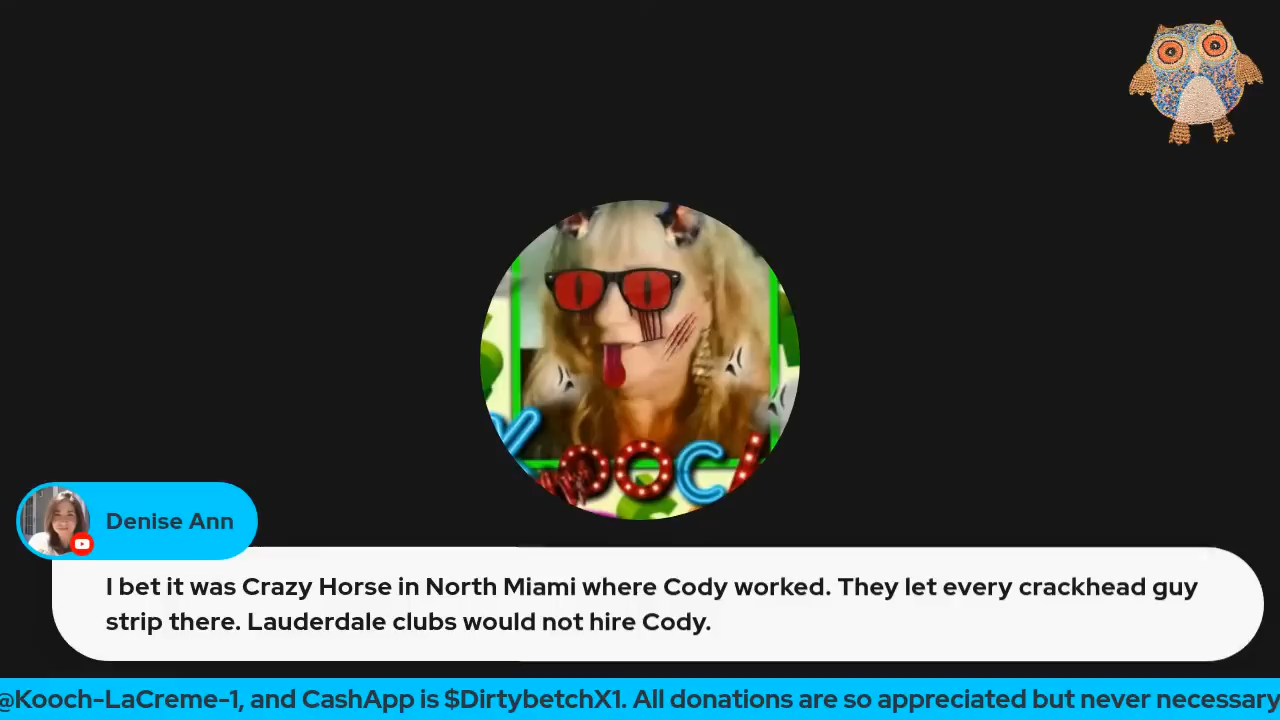 KOOCH
Denise Ann
I bet it was Crazy Horse in North Miami where Cody worked. They let every crackhead guy
strip there. Lauderdale clubs would not hire Cody.
@Kooch-LaCreme-1, and CashApp is $DirtybetchX1. All donations are so appreciated but never necessary